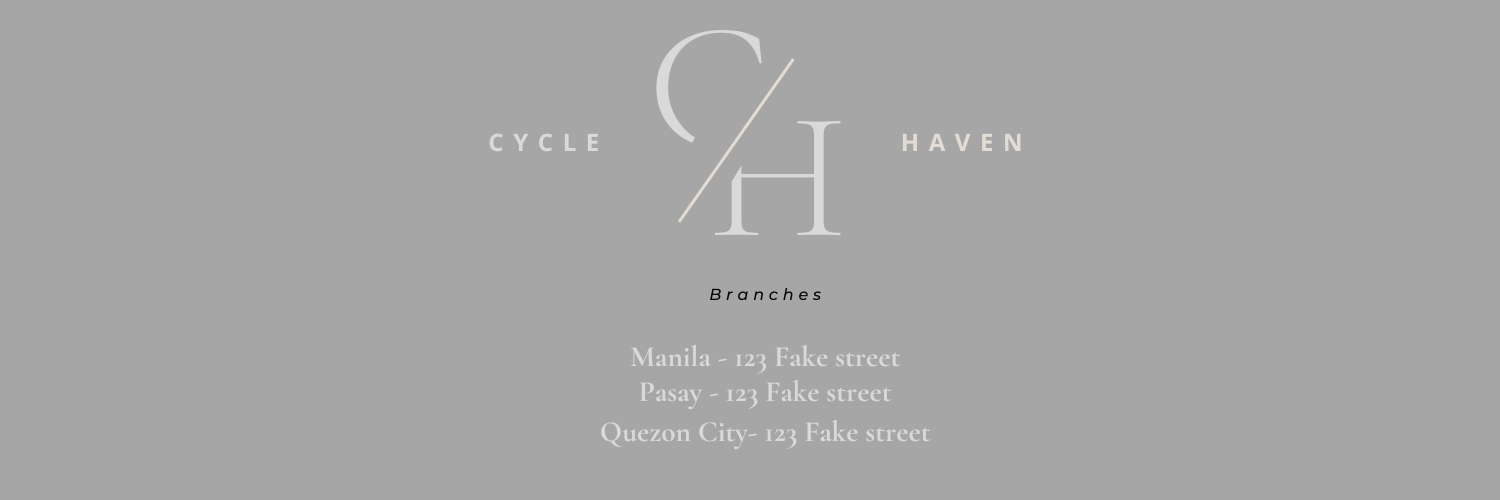 CYCLE C/H HAVEN
Branches
Manila - 123 Fake street
Pasay - 123 Fake street
Quezon City- 123 Fake street